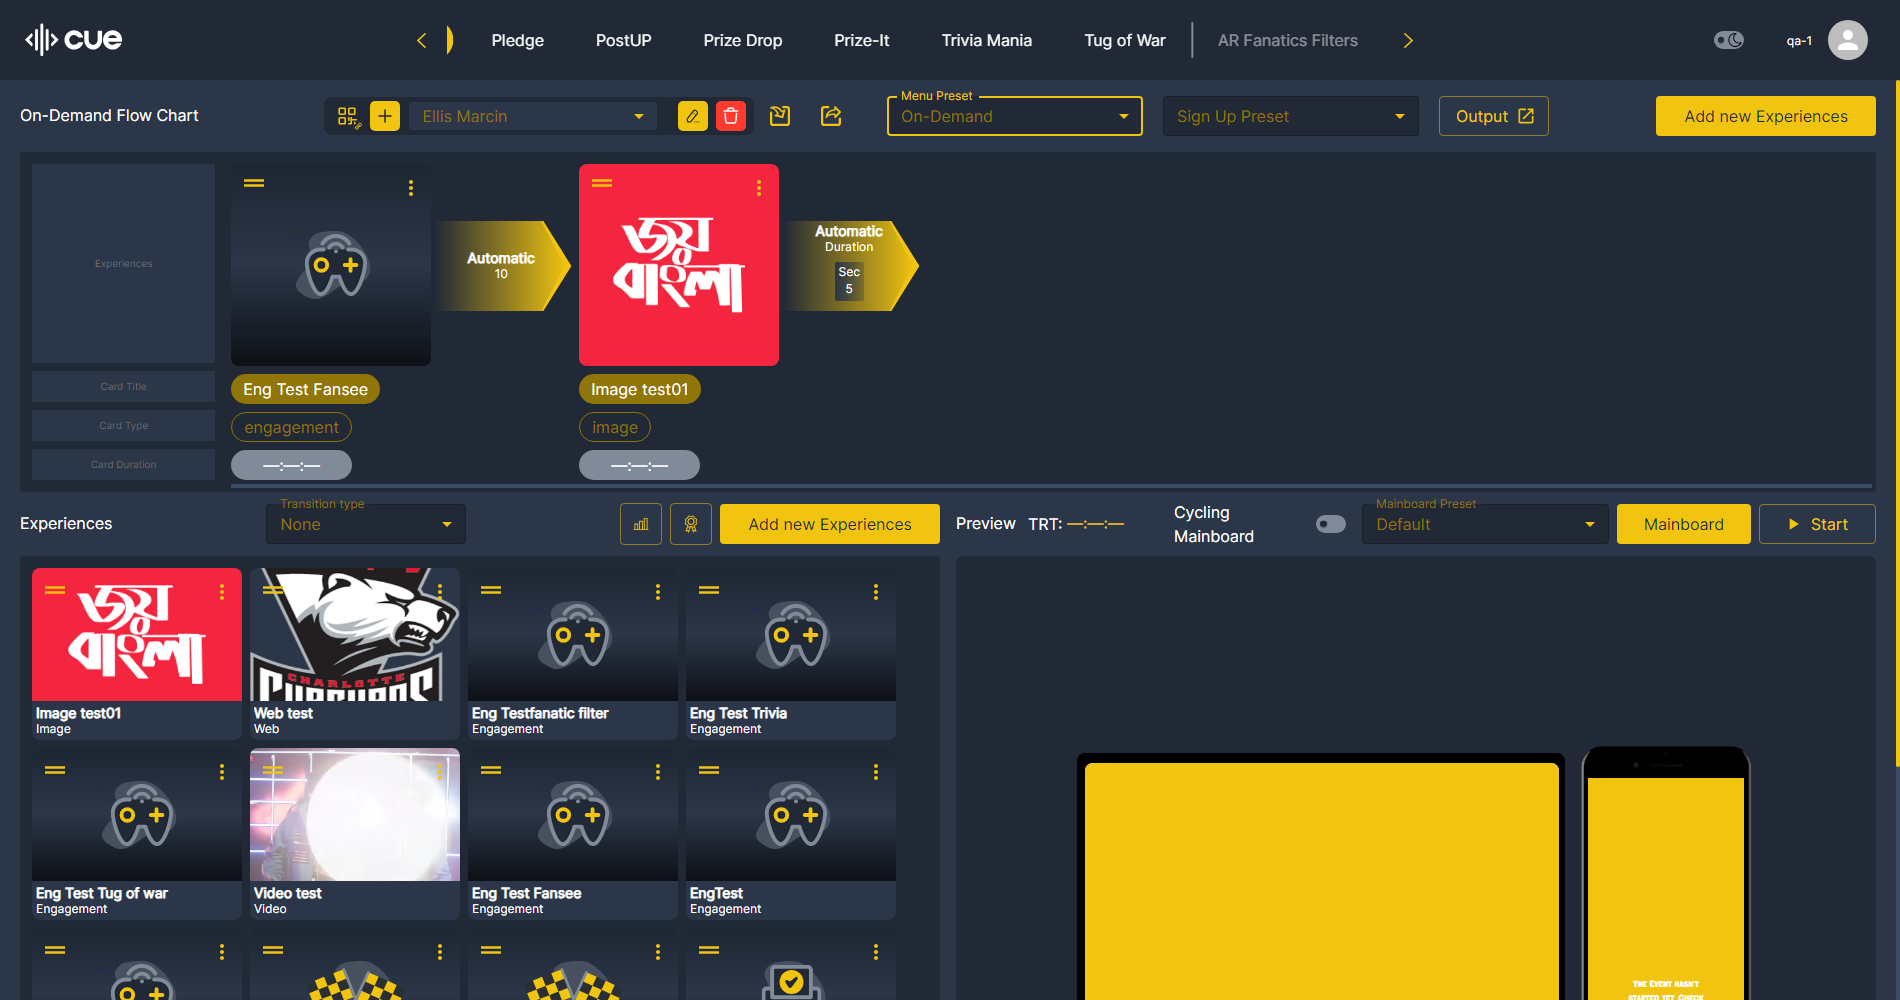 cue
Pledge
PostUP
Prize Drop
Prize-It
Trivia Mania
Tug of War
AR Fanatics Filters
qa-1
On-Demand Flow Chart
Ellis Marcin
Menu Preset
On-Demand
Sign Up Preset
Output
Add new Experiences
Experiences
Automatic
10
জয়
বাংলা
Automatic
Duration
Sec
5
Card Title
Eng Test Fansee
Image test01
Card Type
engagement
image
Card Duration
—:—:—
—:—:—
Experiences
Transition type
None
Add new Experiences
Preview
TRT: —:—:—
Cycling
Mainboard
Mainboard Preset
Default
Mainboard
Start
জয়
বাংলা
CHARLOTTE
Image test01
Image
Web test
Web
Eng Testfanatic filter
Engagement
Eng Test Trivia
Engagement
Eng Test Tug of war
Engagement
Video test
Video
Eng Test Fansee
Engagement
EngTest
Engagement
The Event hasn't
started yet. Check